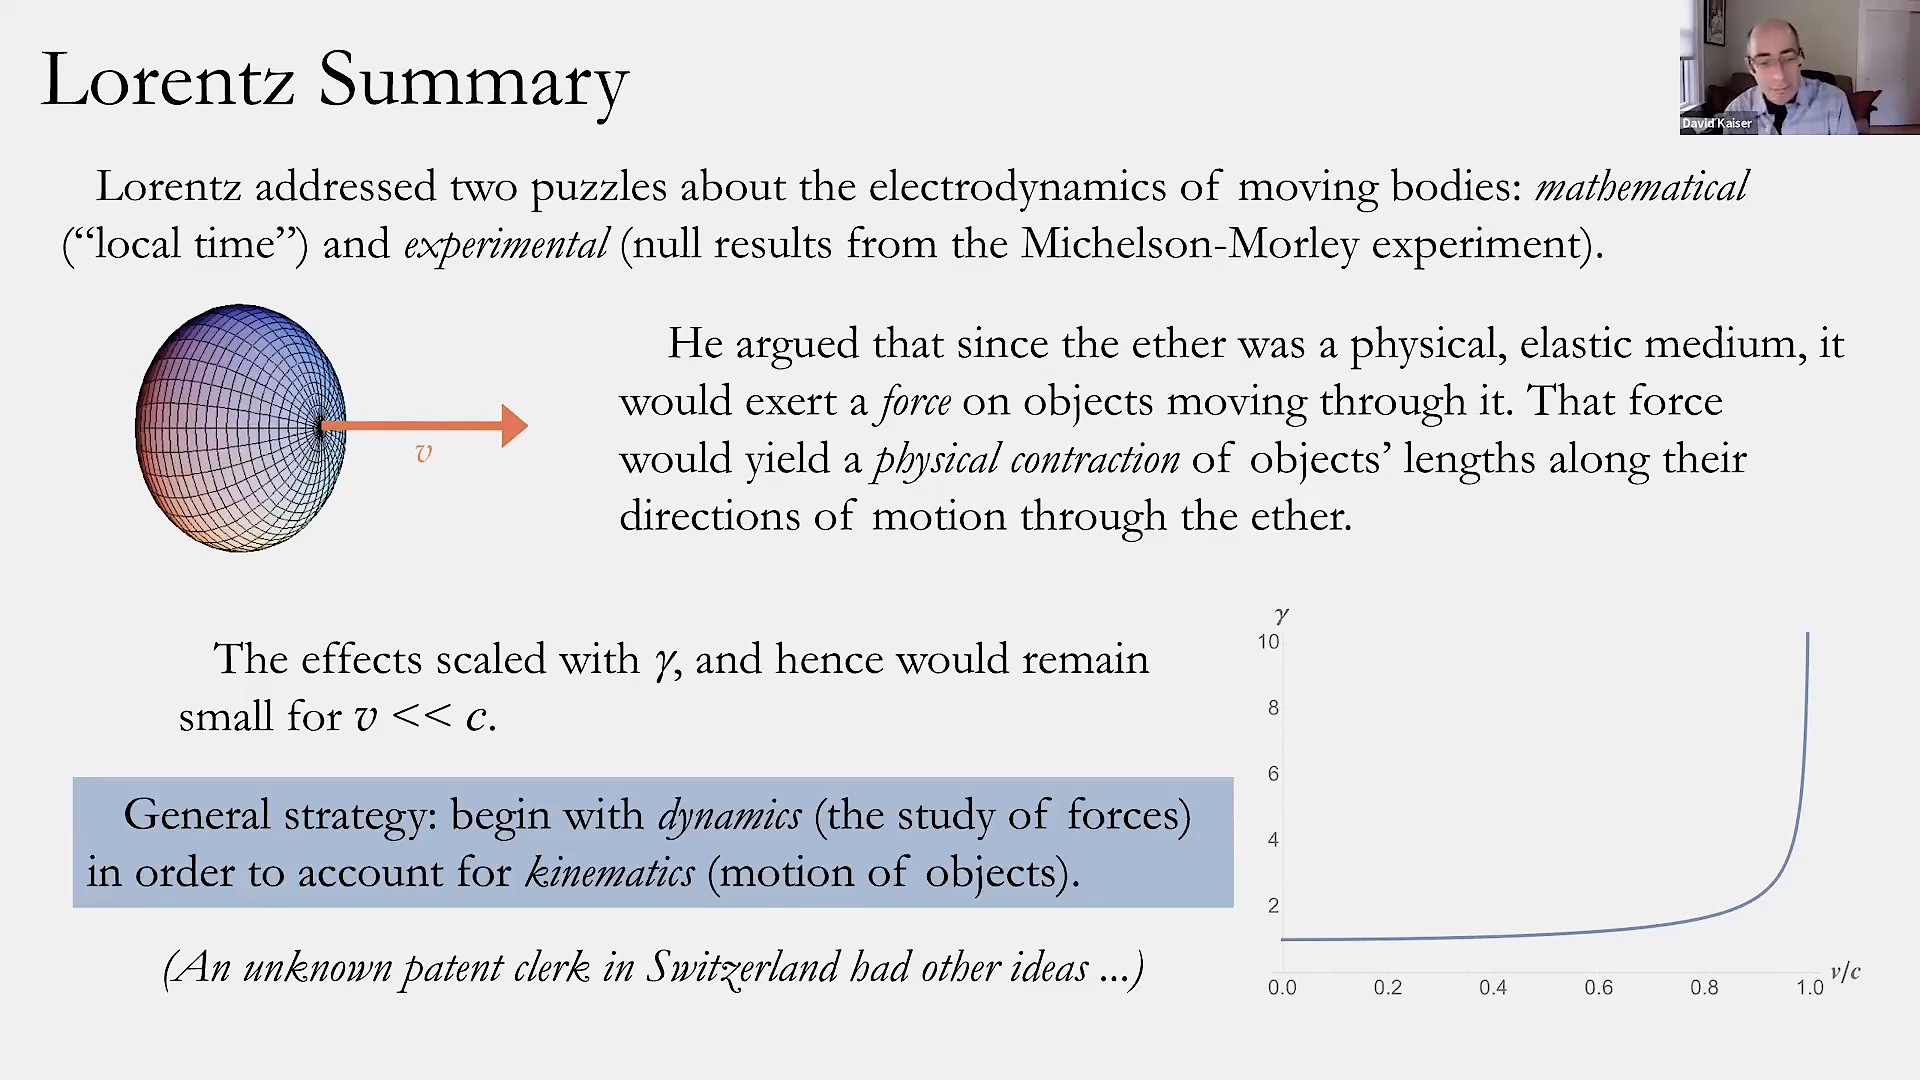 Lorentz Summary
David Kaiser
Lorentz addressed two puzzles about the electrodynamics of moving bodies: mathematical
(“local time”) and experimental (null results from the Michelson-Morley experiment).
He argued that since the ether was a physical, elastic medium, it
would exert a force on objects moving through it. That force
would yield a physical contraction of objects’ lengths along their
directions of motion through the ether.
v
The effects scaled with γ, and hence would remain
small for v << c.
General strategy: begin with dynamics (the study of forces)
in order to account for kinematics (motion of objects).
(An unknown patent clerk in Switzerland had other ideas ...)
γ
10
8
6
4
2
0.0 0.2 0.4 0.6 0.8 1.0 v/c